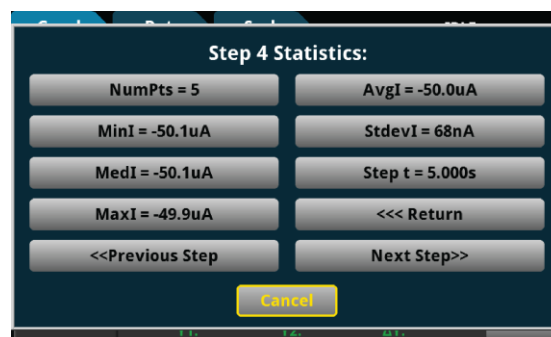 Step 4 Statistics:
NumPts = 5
AvgI = -50.0uA
MinI = -50.1uA
StdevI = 68nA
MedI = -50.1uA
Step t = 5.000s
MaxI = -49.9uA
<<< Return
<<Previous Step
Next Step>>
Cancel